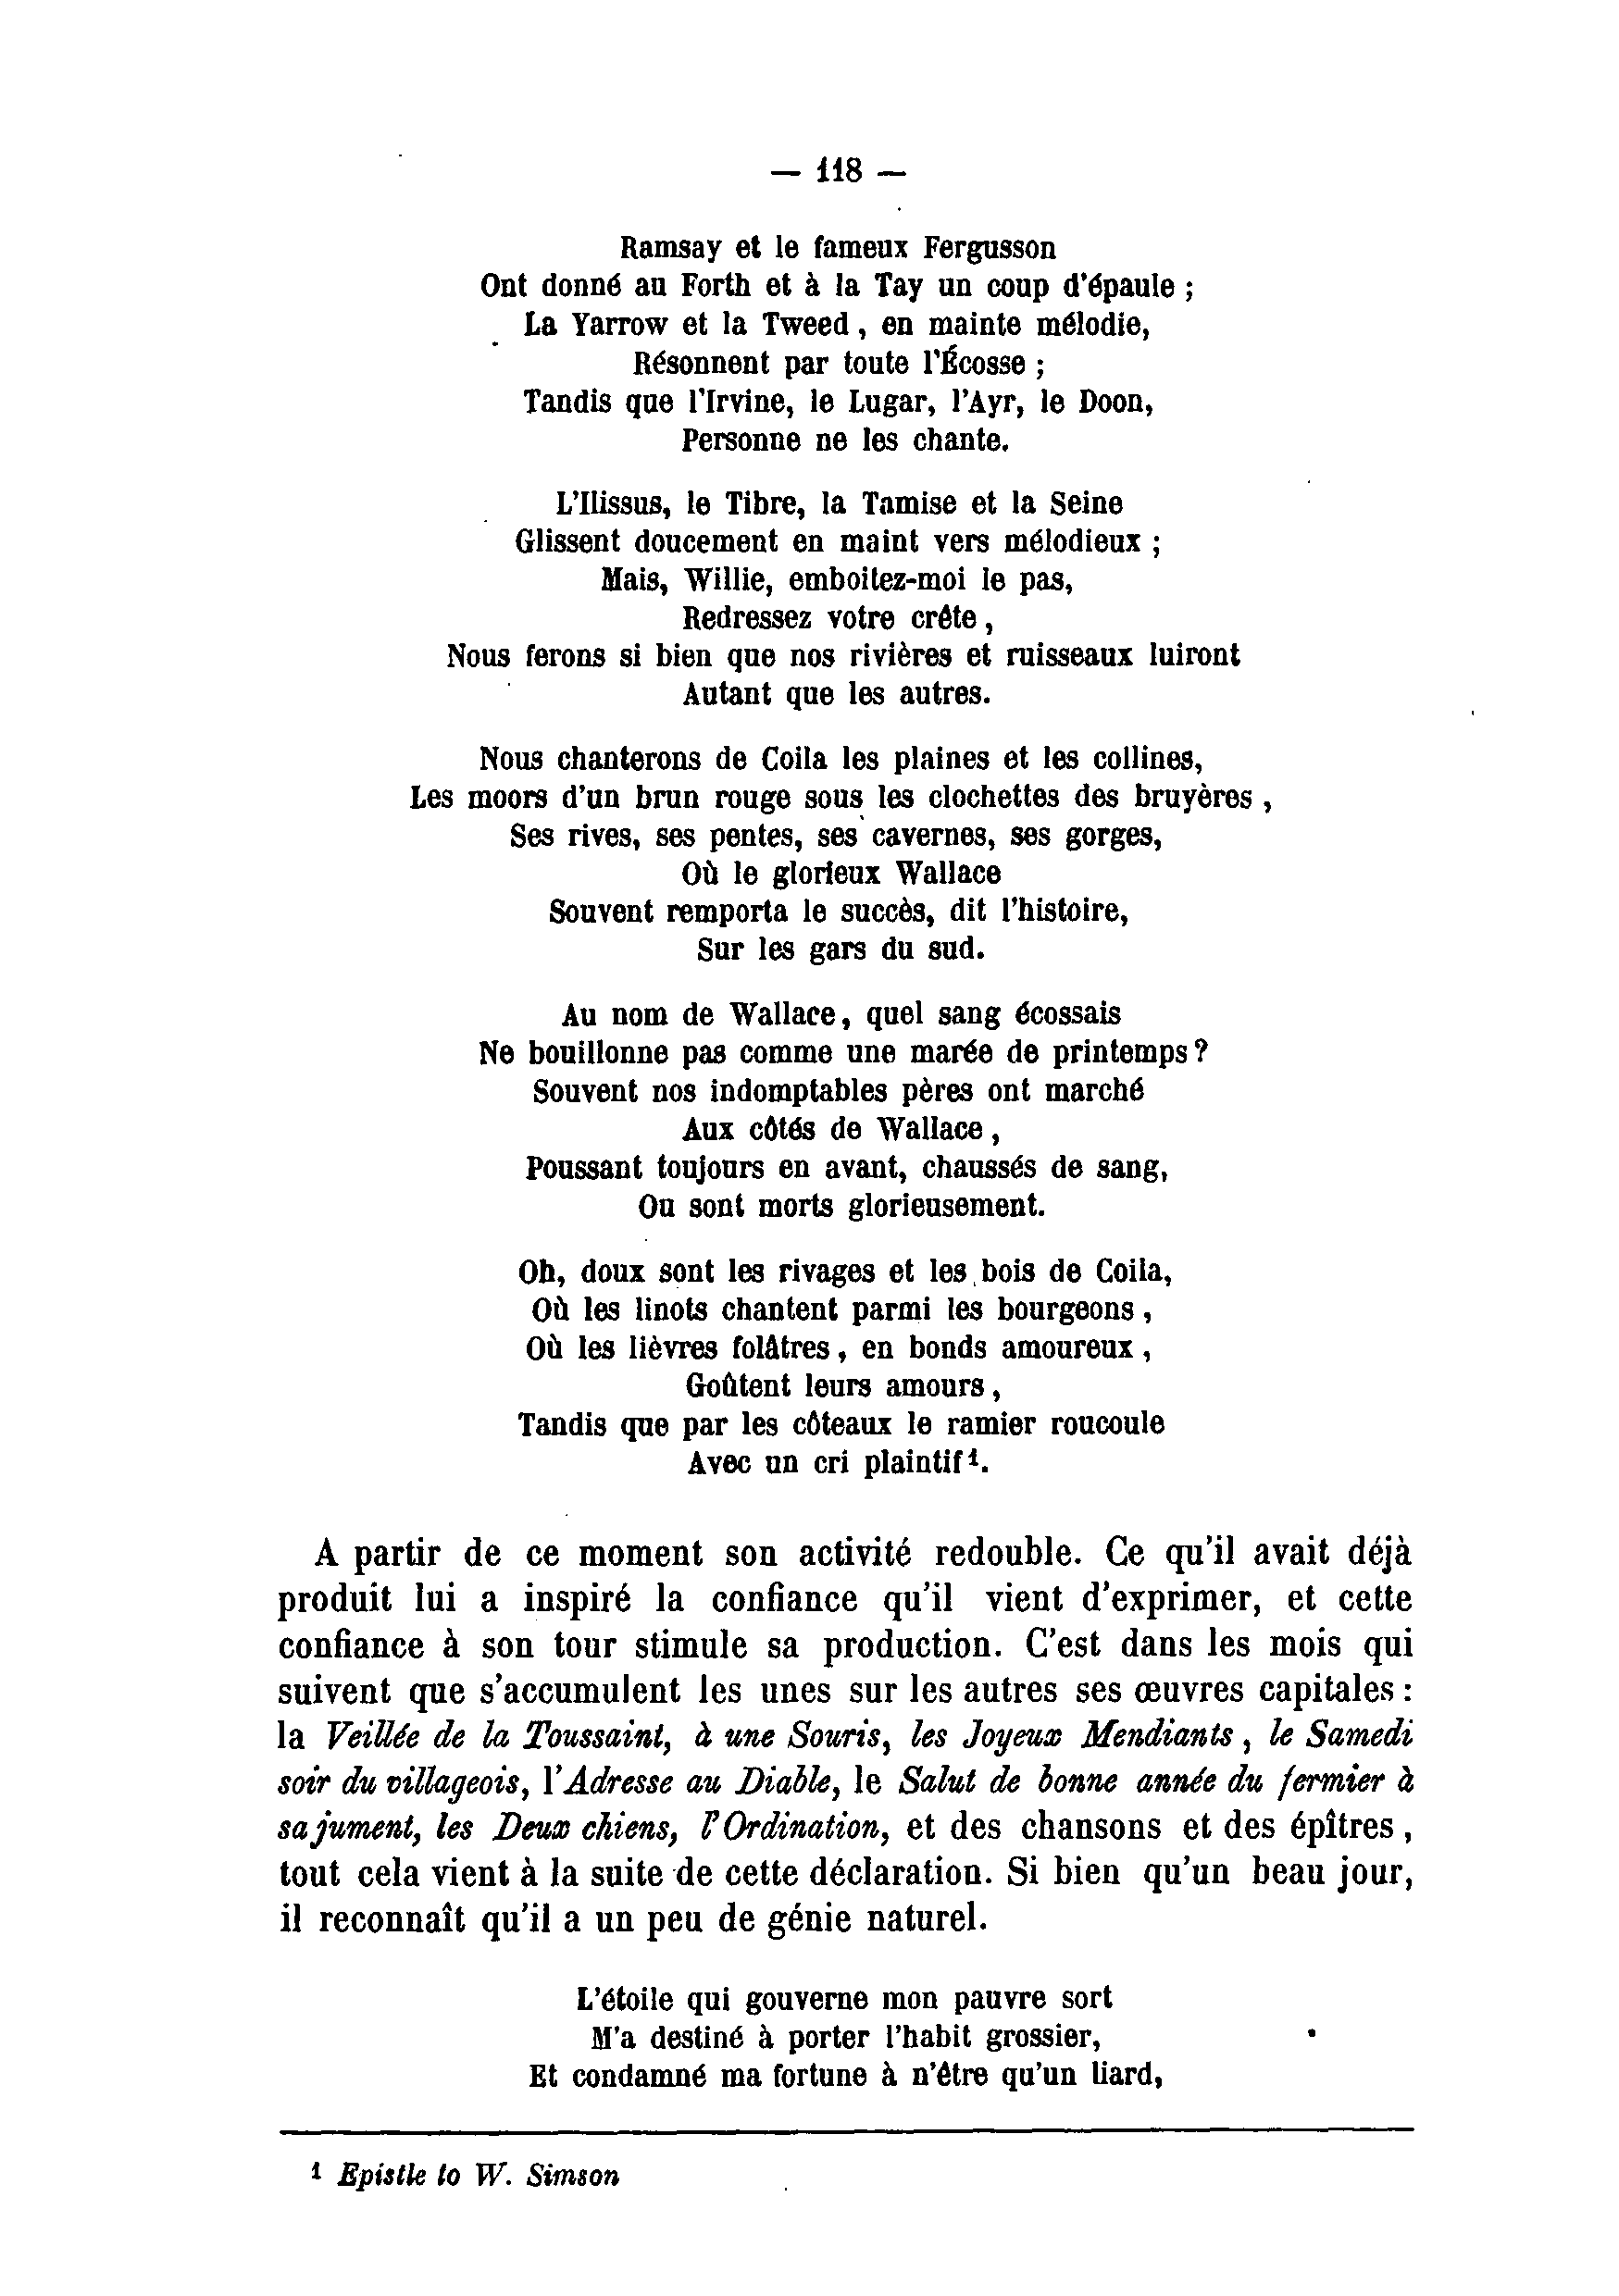 — 118 —
Ramsay et le fameux Fergusson
Ont donné au Forth et à la Tay un coup d'épaule ;
La Yarrow et la Tweed , en mainte mélodie,
Résonnent par toute l'Écosse ;
Tandis que l'Irvine, le Lugar, l'Ayr, le Doon,
Personne ne les chante.
L'Ilissus, le Tibre, la Tamise et la Seine
Glissent doucement en maint vers mélodieux ;
Mais, Willie, emboitez-moi le pas,
Redressez votre crête ,
Nous ferons si bien que nos rivières et ruisseaux luiront
Autant que les autres.
Nous chanterons de Coila les plaines et les collines,
Les moors d'un brun rouge sous les clochettes des bruyères ,
Ses rives, ses pentes, ses cavernes, ses gorges,
Où le glorieux Wallace
Souvent remporta le succès, dit l'histoire,
Sur les gars du sud.
Au nom de Wallace, quel sang écossais
Ne bouillonne pas comme une marée de printemps ?
Souvent nos indomptables pères ont marché
Aux côtés de Wallace ,
Poussant toujours en avant, chaussés de sang,
Ou sont morts glorieusement.
Oh, doux sont les rivages et les bois de Coila,
Où les linots chantent parmi les bourgeons ,
Où les lièvres folâtres , en bonds amoureux ,
Goûtent leurs amours ,
Tandis que par les côteaux le ramier roucoule
Avec un cri plaintif 1.
A partir de ce moment son activité redouble. Ce qu'il avait déjà
produit lui a inspiré la confiance qu'il vient d'exprimer, et cette
confiance à son tour stimule sa production. C'est dans les mois qui
suivent que s'accumulent les unes sur les autres ses œuvres capitales :
la Veillée de la Toussaint, à une Souris, les Joyeux Mendiants , le Samedi
soir du villageois, l'Adresse au Diable, le Salut de bonne année du fermier à
sa jument, les Deux chiens, l'Ordination, et des chansons et des épîtres ,
tout cela vient à la suite de cette déclaration. Si bien qu'un beau jour,
il reconnaît qu'il a un peu de génie naturel.
L'étoile qui gouverne mon pauvre sort
M'a destiné à porter l'habit grossier,
Et condamné ma fortune à n'être qu'un liard,
1 Epistle to W. Simson